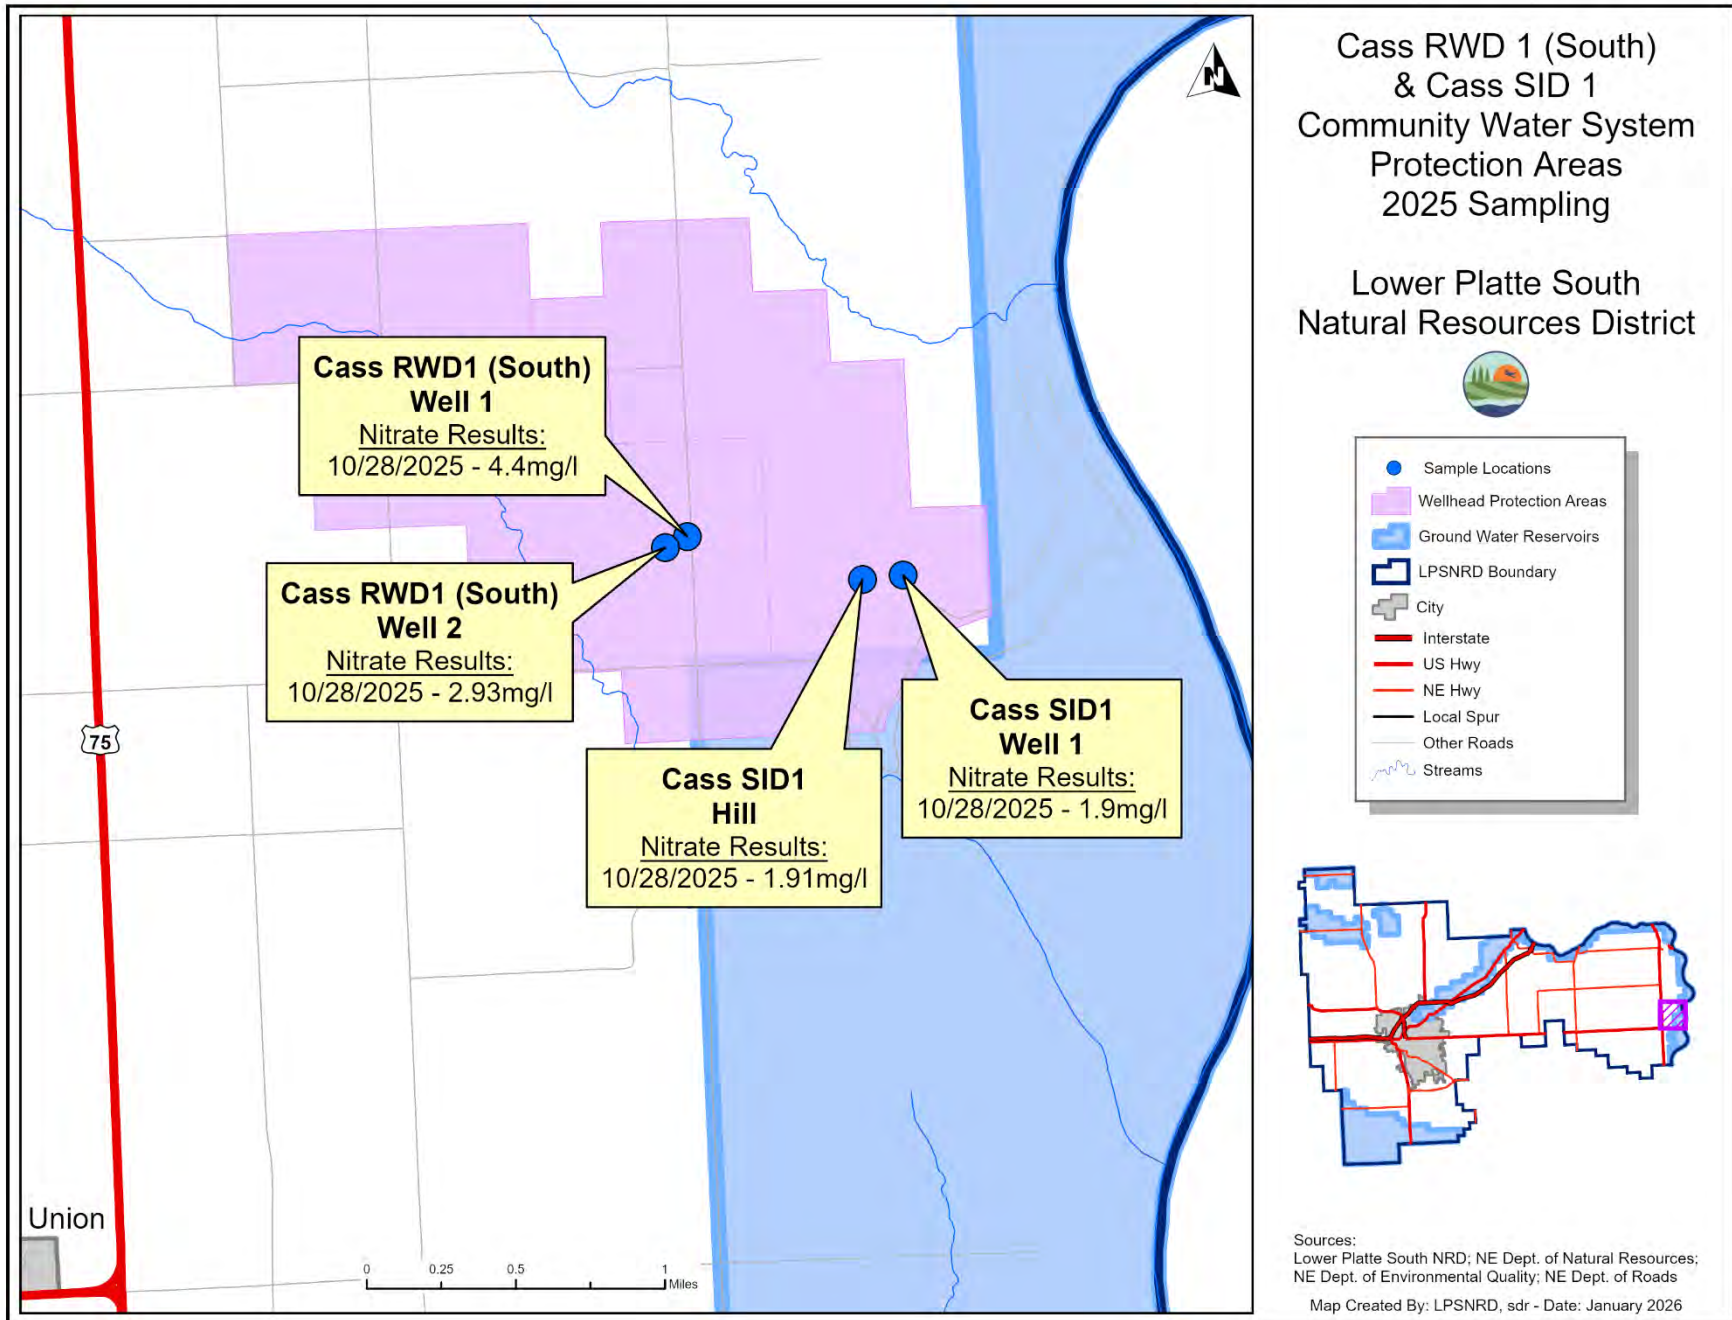 Cass RWD 1 (South)
& Cass SID 1
Community Water System
Protection Areas
2025 Sampling
Lower Platte South
Natural Resources District
N
Cass RWD1 (South)
Well 1
Nitrate Results:
10/28/2025 - 4.4mg/l
Cass RWD1 (South)
Well 2
Nitrate Results:
10/28/2025 - 2.93mg/l
Cass SID1
Hill
Nitrate Results:
10/28/2025 - 1.91mg/l
Cass SID1
Well 1
Nitrate Results:
10/28/2025 - 1.9mg/l
75
Union
0 0.25 0.5 1
Miles
Sample Locations
Wellhead Protection Areas
Ground Water Reservoirs
LPSNRD Boundary
City
Interstate
US Hwy
NE Hwy
Local Spur
Other Roads
Streams
Sources:
Lower Platte South NRD; NE Dept. of Natural Resources;
NE Dept. of Environmental Quality; NE Dept. of Roads
Map Created By: LPSNRD, sdr - Date: January 2026